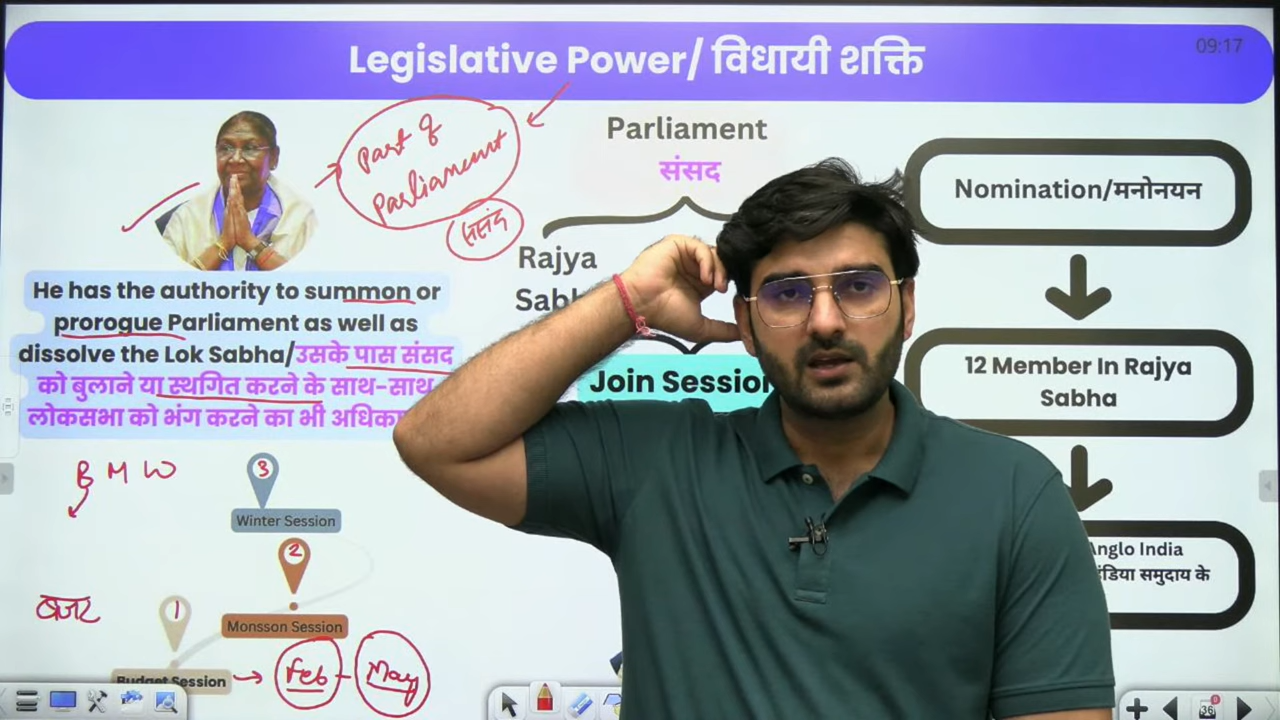 Legislative Power/ विधायी शक्ति
09:17
Part of
Parliament
संसद
He has the authority to summon or
prorogue Parliament as well as
dissolve the Lok Sabha/उसके पास संसद
को बुलाने या स्थगित करने के साथ-साथ
लोकसभा को भंग करने का भी
B M W
3
Winter Session
2
Monsson Session
बजट
1
Budget Session
Feb - May
Parliament
संसद
Rajya
Join Session
Nomination/मनोनयन
12 Member In Rajya
Sabha
Anglo India
समुदाय के
36